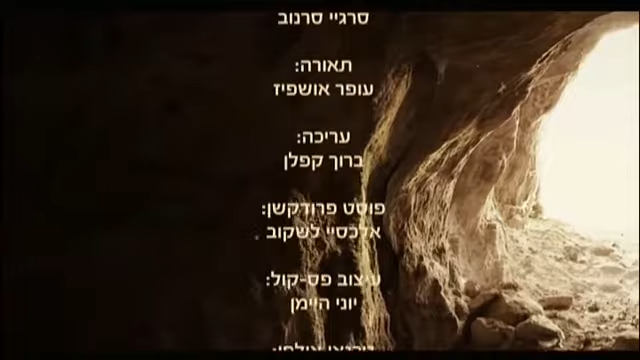 סרגיי סרנוב
תאורה:
עופר אושפיז
עריכה:
ברוך קפלן
פוסט פרודקשן:
אלכסיי לשקוב
עיצוב פס-קול:
יוני היימן